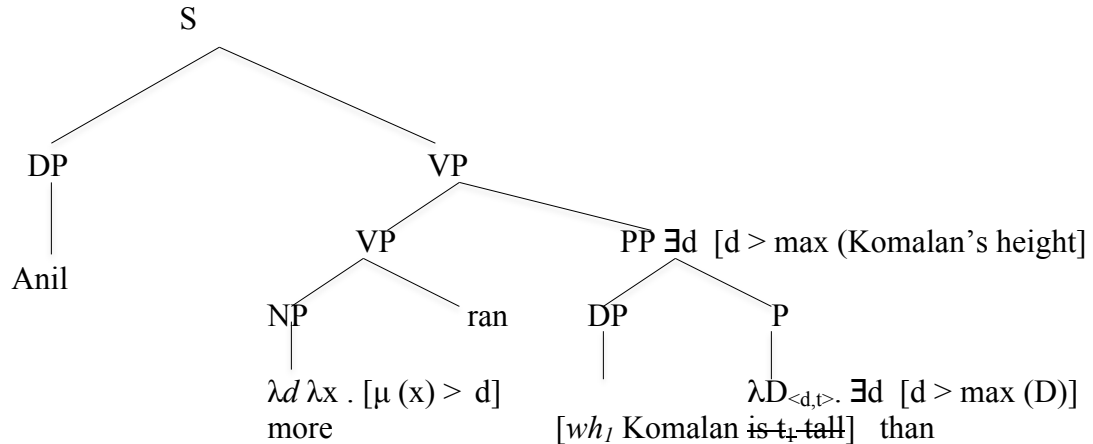 S
DP VP
VP PP ∃d [d > max (Komalan’s height]
Anil
NP ran DP P
λd λx . [μ (x) > d] λD<d,t>. ∃d [d > max (D)]
more [wh1 Komalan is t1 tall] than